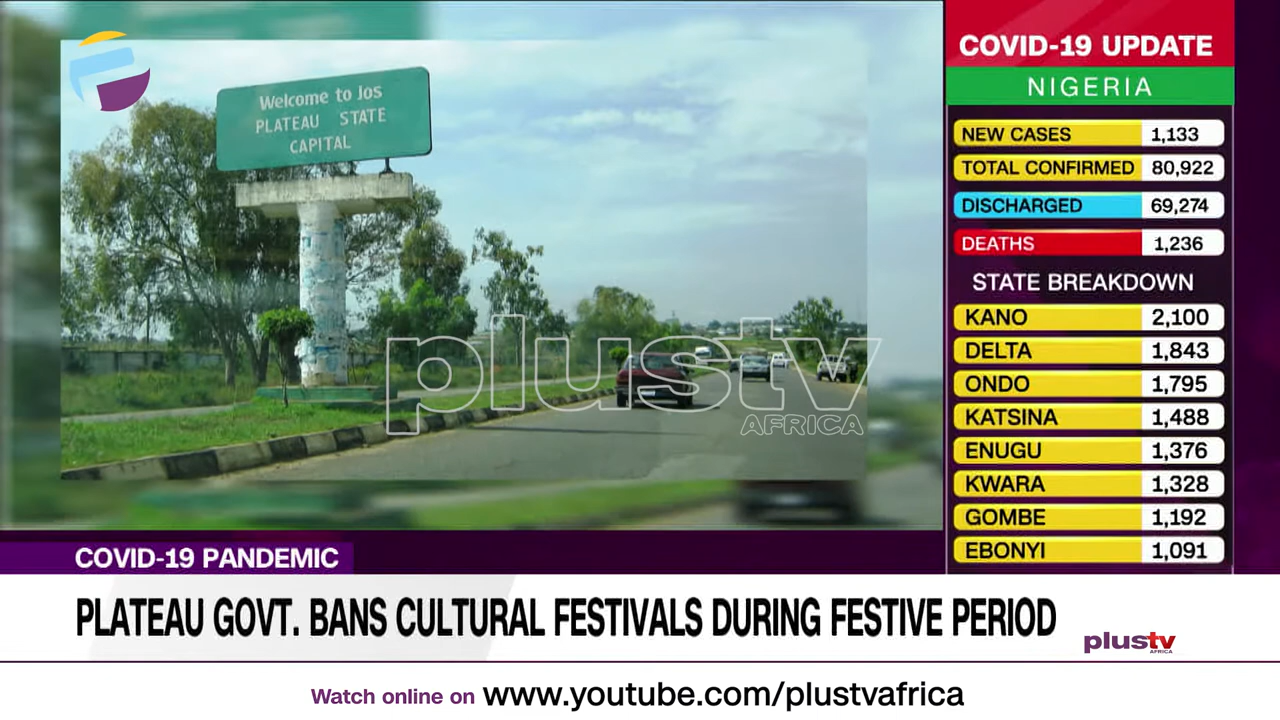 Welcome to Jos
PLATEAU STATE
CAPITAL
plustv
AFRICA
COVID-19 UPDATE
NIGERIA
NEW CASES 1,133
TOTAL CONFIRMED 80,922
DISCHARGED 69,274
DEATHS 1,236
STATE BREAKDOWN
KANO 2,100
DELTA 1,843
ONDO 1,795
KATSINA 1,488
ENUGU 1,376
KWARA 1,328
GOMBE 1,192
EBONYI 1,091
COVID-19 PANDEMIC
PLATEAU GOVT. BANS CULTURAL FESTIVALS DURING FESTIVE PERIOD
plustv
AFRICA
Watch online on www.youtube.com/plustvafrica